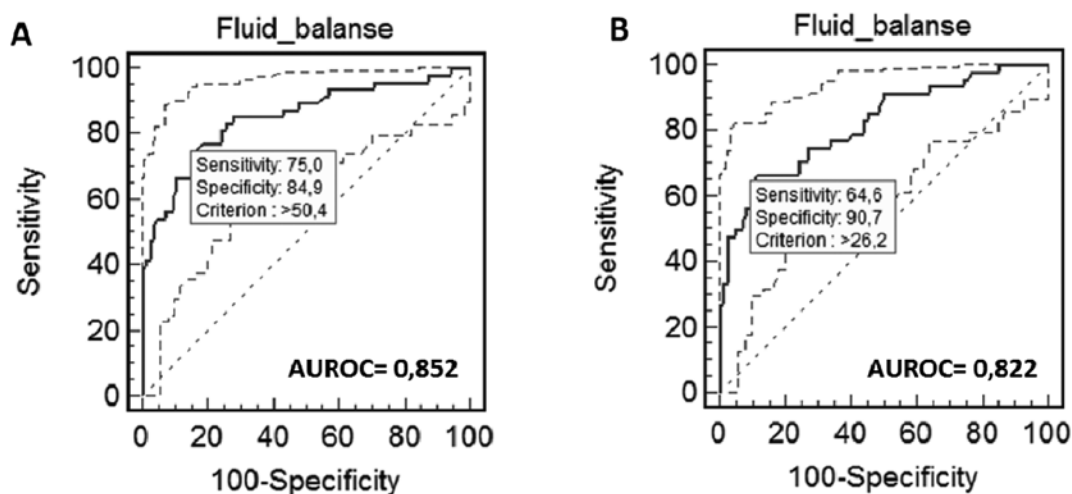 A
Fluid_balanse
Sensitivity
100
80
60
40
20
0
Sensitivity: 75,0
Specificity: 84,9
Criterion : >50,4
AUROC= 0,852
0 20 40 60 80 100
100-Specificity
B
Fluid_balanse
Sensitivity
100
80
60
40
20
0
Sensitivity: 64,6
Specificity: 90,7
Criterion : >26,2
AUROC= 0,822
0 20 40 60 80 100
100-Specificity